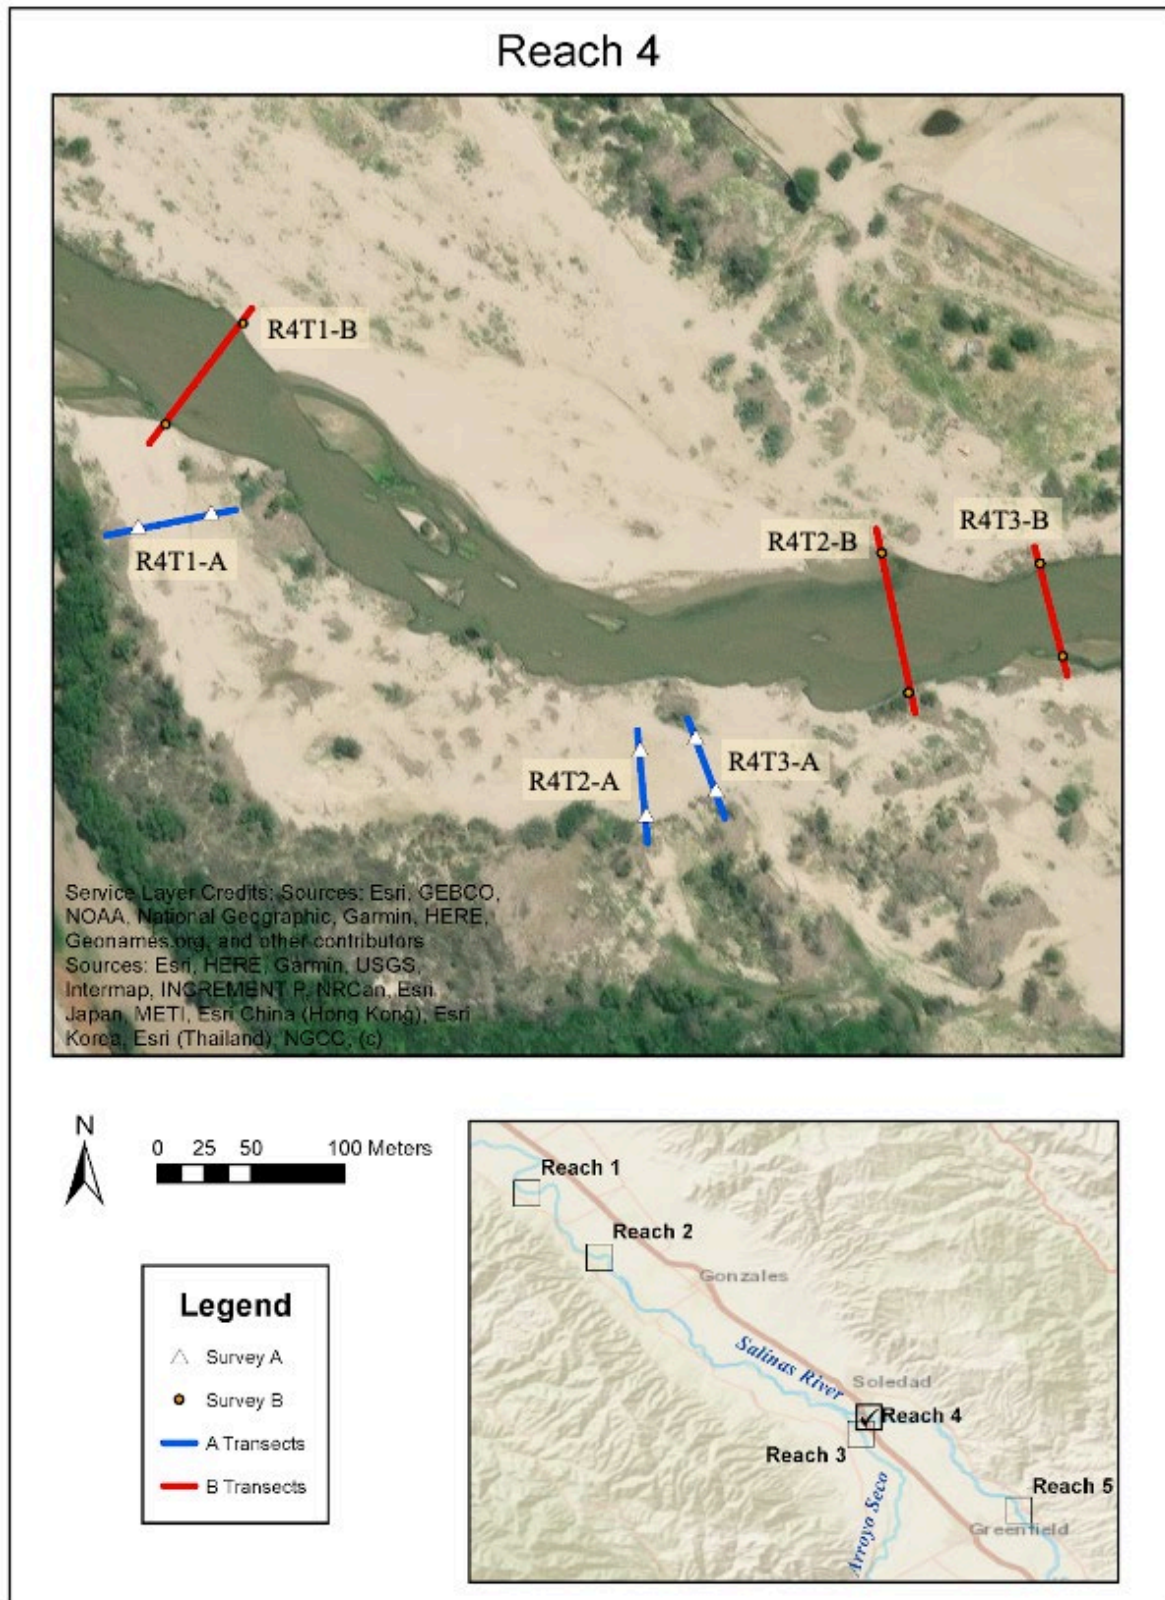 Reach 4
R4T1-B
R4T1-A
R4T2-B
R4T3-B
R4T2-A
R4T3-A
Service Layer Credits: Sources: Esri, GEBCO,
NOAA, National Geographic, Garmin, HERE,
Geonames.org, and other contributors
Sources: Esri, HERE, Garmin, USGS,
Intermap, INCREMENT P, NRCan, Esri
Japan, METI, Esri China (Hong Kong), Esri
Korea, Esri (Thailand), NGCC, (c)
N
0 25 50 100 Meters
Legend
Survey A
Survey B
A Transects
B Transects
Reach 1
Reach 2
Gonzales
Salinas River
Soledad
Reach 4
Reach 3
Arroyo Seco
Reach 5
Greenfield